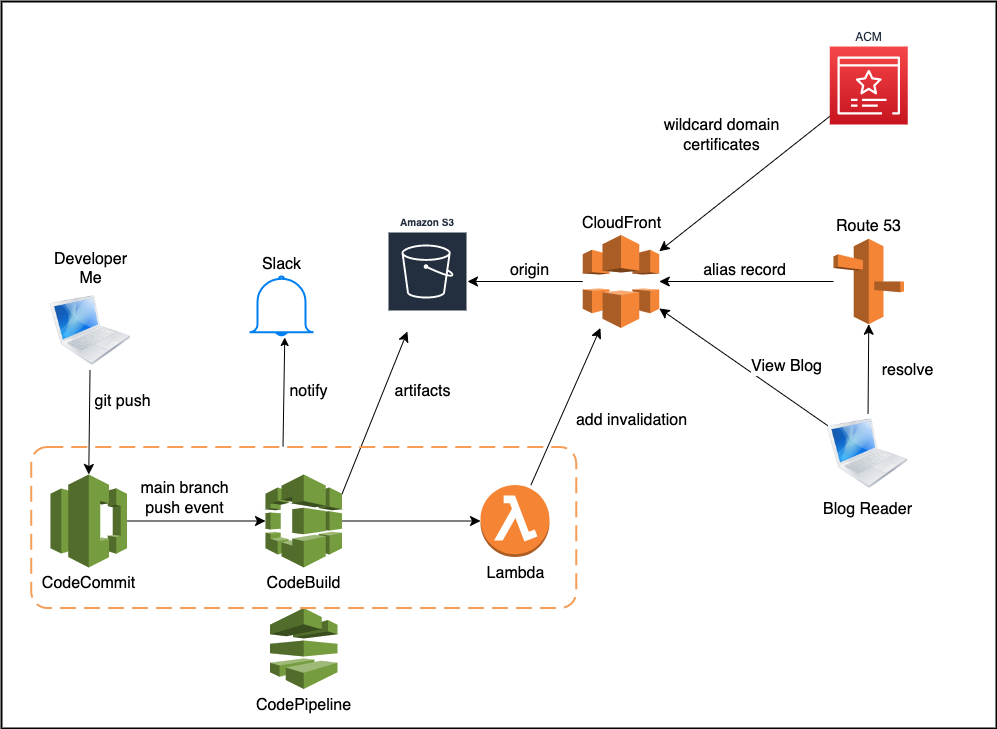 ACM
wildcard domain
certificates
Amazon S3
CloudFront
Route 53
Developer
Me
Slack
origin
alias record
View Blog
resolve
git push
notify
artifacts
add invalidation
main branch
push event
Blog Reader
CodeCommit
CodeBuild
Lambda
CodePipeline